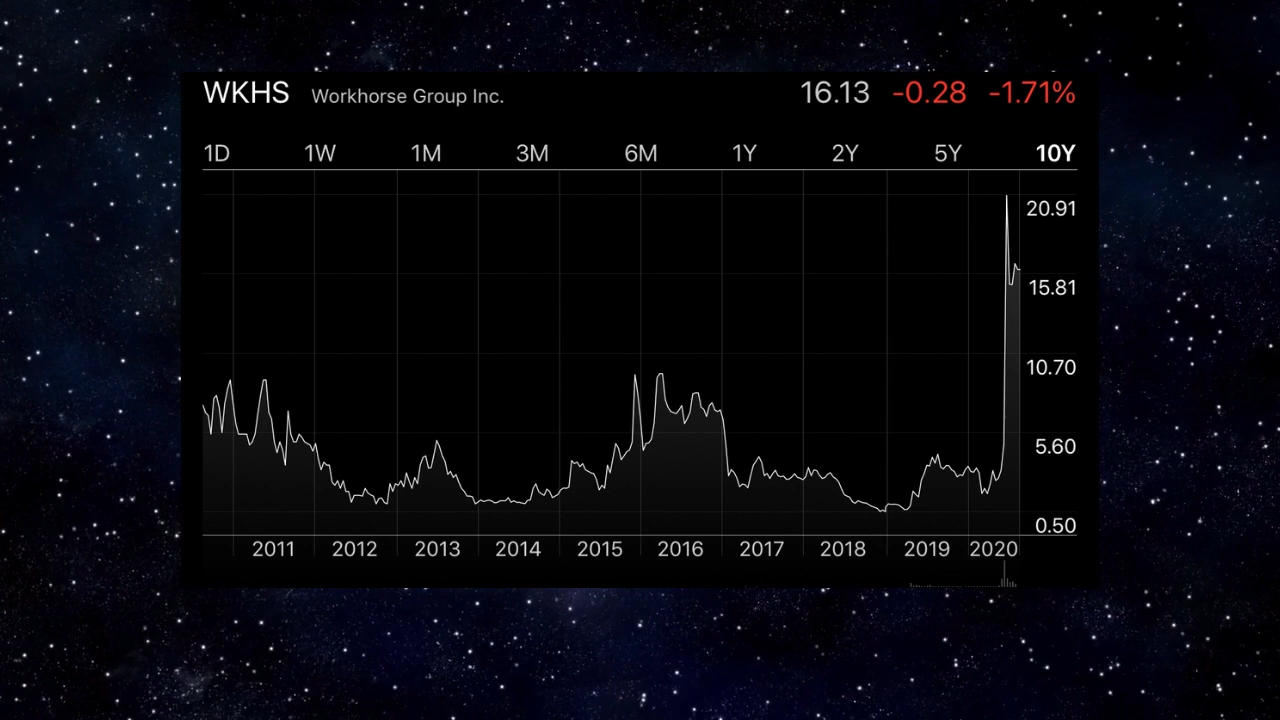 WKHS Workhorse Group Inc. 16.13 -0.28 -1.71%
1D 1W 1M 3M 6M 1Y 2Y 5Y 10Y
20.91
15.81
10.70
5.60
0.50
2011 2012 2013 2014 2015 2016 2017 2018 2019 2020